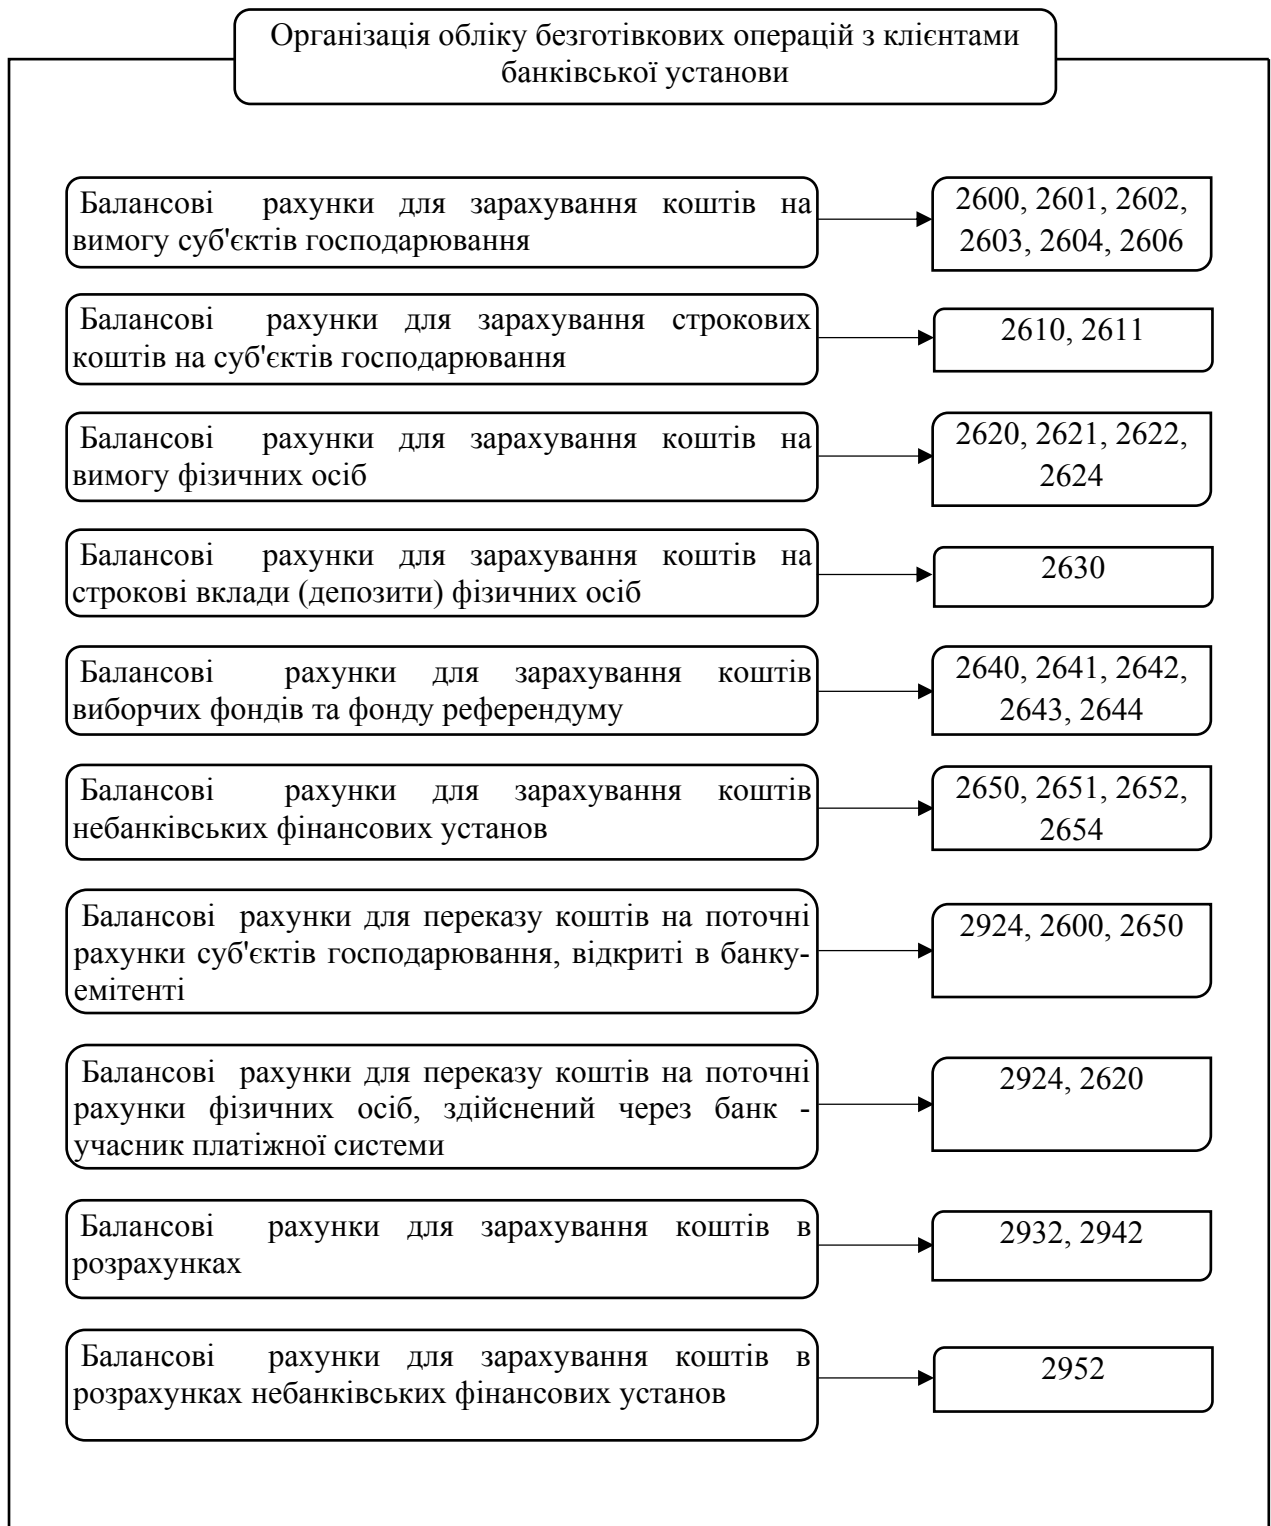 Організація обліку безготівкових операцій з клієнтами
банківської установи
Балансові рахунки для зарахування коштів на
вимогу суб'єктів господарювання
2600, 2601, 2602,
2603, 2604, 2606
Балансові рахунки для зарахування строкових
коштів на суб'єктів господарювання
2610, 2611
Балансові рахунки для зарахування коштів на
вимогу фізичних осіб
2620, 2621, 2622,
2624
Балансові рахунки для зарахування коштів на
строкові вклади (депозити) фізичних осіб
2630
Балансові рахунки для зарахування коштів
виборчих фондів та фонду референдуму
2640, 2641, 2642,
2643, 2644
Балансові рахунки для зарахування коштів
небанківських фінансових установ
2650, 2651, 2652,
2654
Балансові рахунки для переказу коштів на поточні
рахунки суб'єктів господарювання, відкриті в банку-
емітенті
2924, 2600, 2650
Балансові рахунки для переказу коштів на поточні
рахунки фізичних осіб, здійснений через банк -
учасник платіжної системи
2924, 2620
Балансові рахунки для зарахування коштів в
розрахунках
2932, 2942
Балансові рахунки для зарахування коштів в
розрахунках небанківських фінансових установ
2952